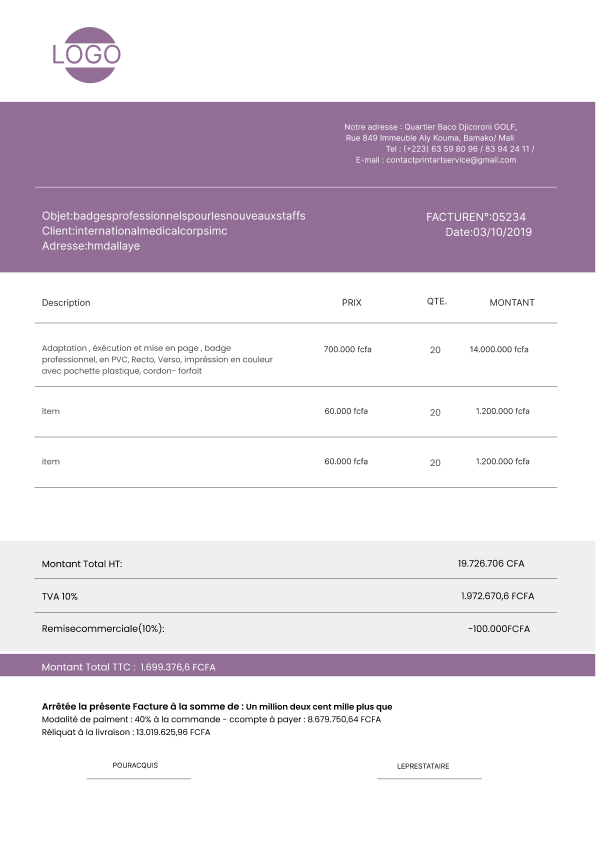 LOGO
Notre adresse : Quartier Baco Djicoroni GOLF,
Rue 849 Immeuble Aly Kouma, Bamako/ Mali
Tel : (+223) 63 59 80 96 / 83 94 24 11 /
E-mail : contactprintartservice@gmail.com
Objet:badgesprofessionnelspourlesnouveauxstaffs
Client:internationalmedicalcorpsimc
Adresse:hmdallaye
FACTUREN°:05234
Date:03/10/2019
Description PRIX QTE. MONTANT
Adaptation , éxécution et mise en page , badge
professionnel, en PVC, Recto, Verso, impréssion en couleur
avec pochette plastique, cordon- forfait
700.000 fcfa 20 14.000.000 fcfa
item 60.000 fcfa 20 1.200.000 fcfa
item 60.000 fcfa 20 1.200.000 fcfa
Montant Total HT: 19.726.706 CFA
TVA 10% 1.972.670,6 FCFA
Remisecommerciale(10%): -100.000FCFA
Montant Total TTC : 1.699.376,6 FCFA
Arrêtée la présente Facture à la somme de : Un million deux cent mille plus que
Modalité de paiment : 40% à la commande - ccompte à payer : 8.679.750,64 FCFA
Réliquat à la livraison : 13.019.625,96 FCFA
POURACQUIS LEPRESTATAIRE